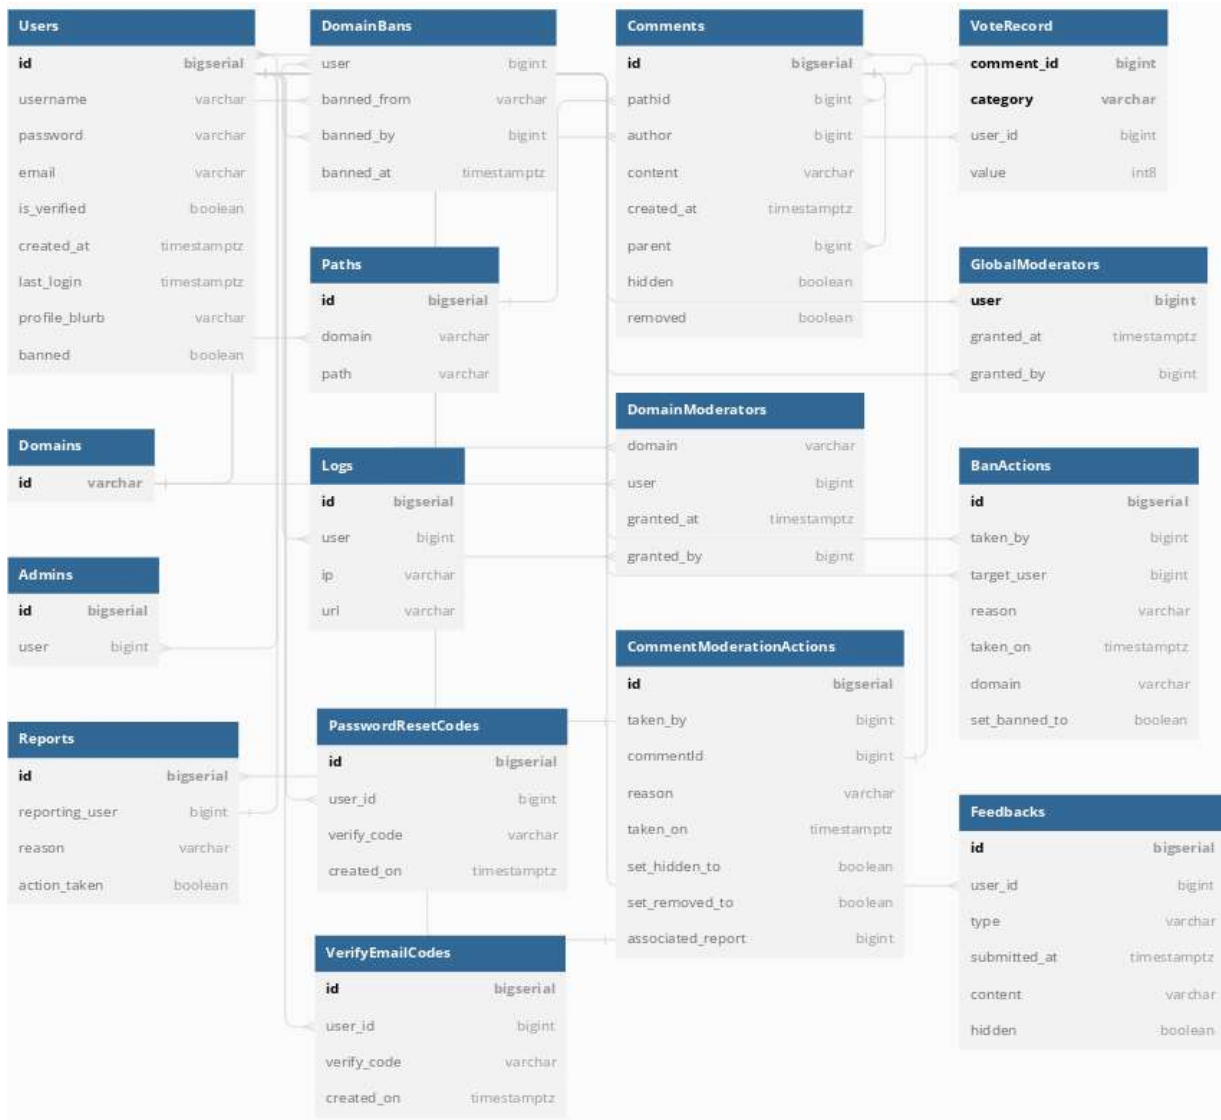 Users
id bigserial
username varchar
password varchar
email varchar
is_verified boolean
created_at timestamptz
last_login timestamptz
profile_blurb varchar
banned boolean
Domains
id varchar
Admins
id bigserial
user bigint
Reports
id bigserial
reporting_user bigint
reason varchar
action_taken boolean
DomainBans
user bigint
banned_from varchar
banned_by bigint
banned_at timestamptz
Paths
id bigserial
domain varchar
path varchar
Logs
id bigserial
user bigint
ip varchar
url varchar
PasswordResetCodes
id bigserial
user_id bigint
verify_code varchar
created_on timestamptz
VerifyEmailCodes
id bigserial
user_id bigint
verify_code varchar
created_on timestamptz
Comments
id bigserial
pathid bigint
author bigint
content varchar
created_at timestamptz
parent bigint
hidden boolean
removed boolean
DomainModerators
domain varchar
user bigint
granted_at timestamptz
granted_by bigint
CommentModerationActions
id bigserial
taken_by bigint
commentId bigint
reason varchar
taken_on timestamptz
set_hidden_to boolean
set_removed_to boolean
associated_report bigint
VoteRecord
comment_id bigint
category varchar
user_id bigint
value int8
GlobalModerators
user bigint
granted_at timestamptz
granted_by bigint
BanActions
id bigserial
taken_by bigint
target_user bigint
reason varchar
taken_on timestamptz
domain varchar
set_banned_to boolean
Feedbacks
id bigserial
user_id bigint
type varchar
submitted_at timestamptz
content varchar
hidden boolean